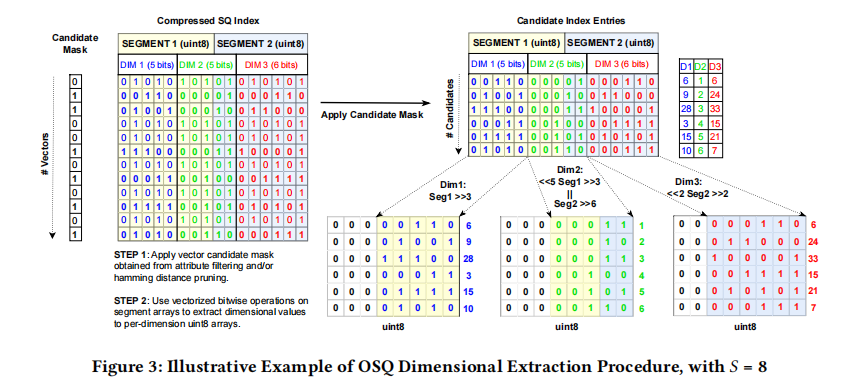 Compressed SQ Index
Candidate Index Entries
Candidate Mask
SEGMENT 1 (uint8) SEGMENT 2 (uint8)
DIM 1 (5 bits) DIM 2 (5 bits) DIM 3 (6 bits)
# Vectors
0 0 1 0 1 0 1 0 1 0 1 0 1 0 1 0 1
1 0 0 1 1 0 0 0 0 0 1 0 0 0 1 1 0
1 0 1 0 0 1 0 0 0 1 0 0 1 1 0 0 0
0 0 1 0 1 0 1 0 1 0 1 0 1 0 1 0 1
0 0 1 0 1 0 1 0 1 0 1 0 1 0 1 0 1
1 1 1 1 0 0 0 0 0 1 1 1 0 0 0 0 1
0 0 1 0 1 0 1 0 1 0 1 0 1 0 1 0 1
1 0 0 0 1 1 0 0 1 0 0 0 0 1 1 1 1
1 0 1 1 1 1 0 0 1 0 1 0 1 0 1 0 1
0 0 1 0 1 0 1 0 1 0 1 0 1 0 1 0 1
0 0 1 0 1 0 1 0 1 0 1 0 1 0 1 0 1
1 0 1 0 1 0 0 0 1 1 0 0 0 0 1 1 1
Apply Candidate Mask
SEGMENT 1 (uint8) SEGMENT 2 (uint8)
DIM 1 (5 bits) DIM 2 (5 bits) DIM 3 (6 bits)
# Candidates
0 0 1 1 0 0 0 0 0 1 0 0 0 1 1 0
0 1 0 0 1 0 0 0 1 0 0 1 1 0 0 0
1 1 1 0 0 0 0 0 1 1 1 0 0 0 0 1
0 0 0 1 1 0 0 1 0 0 0 0 1 1 1 1
0 1 1 1 1 0 0 1 0 1 0 1 0 1 0 1
0 1 0 1 0 0 0 1 1 0 0 0 0 1 1 1
D1 D2 D3
6 1 6
9 2 24
28 3 33
3 4 15
15 5 21
10 6 7
Dim1:
Seg1 >>3
Dim2:
<<5 Seg1 >>3
||
Seg2 >>6
Dim3:
<<2 Seg2 >>2
0 0 0 0 0 1 1 0 6
0 0 0 0 1 0 0 1 9
0 0 0 1 1 1 0 0 28
0 0 0 0 0 0 1 1 3
0 0 0 0 1 1 1 1 15
0 0 0 0 1 0 1 0 10
uint8
0 0 0 0 0 0 1 1 1
0 0 0 0 0 0 1 0 2
0 0 0 0 0 0 1 1 3
0 0 0 0 0 1 0 0 4
0 0 0 0 0 1 0 1 5
0 0 0 0 0 1 1 0 6
uint8
0 0 0 0 0 1 1 0 6
0 0 0 1 1 0 0 0 24
0 0 1 0 0 0 0 1 33
0 0 0 0 1 1 1 1 15
0 0 0 1 0 1 0 1 21
0 0 0 0 0 1 1 1 7
uint8
STEP 1: Apply vector candidate mask
obtained from attribute filtering and/or
hamming distance pruning.
STEP 2: Use vectorized bitwise operations on
segment arrays to extract dimensional values
to per-dimension uint8 arrays.
Figure 3: Illustrative Example of OSQ Dimensional Extraction Procedure, with S = 8